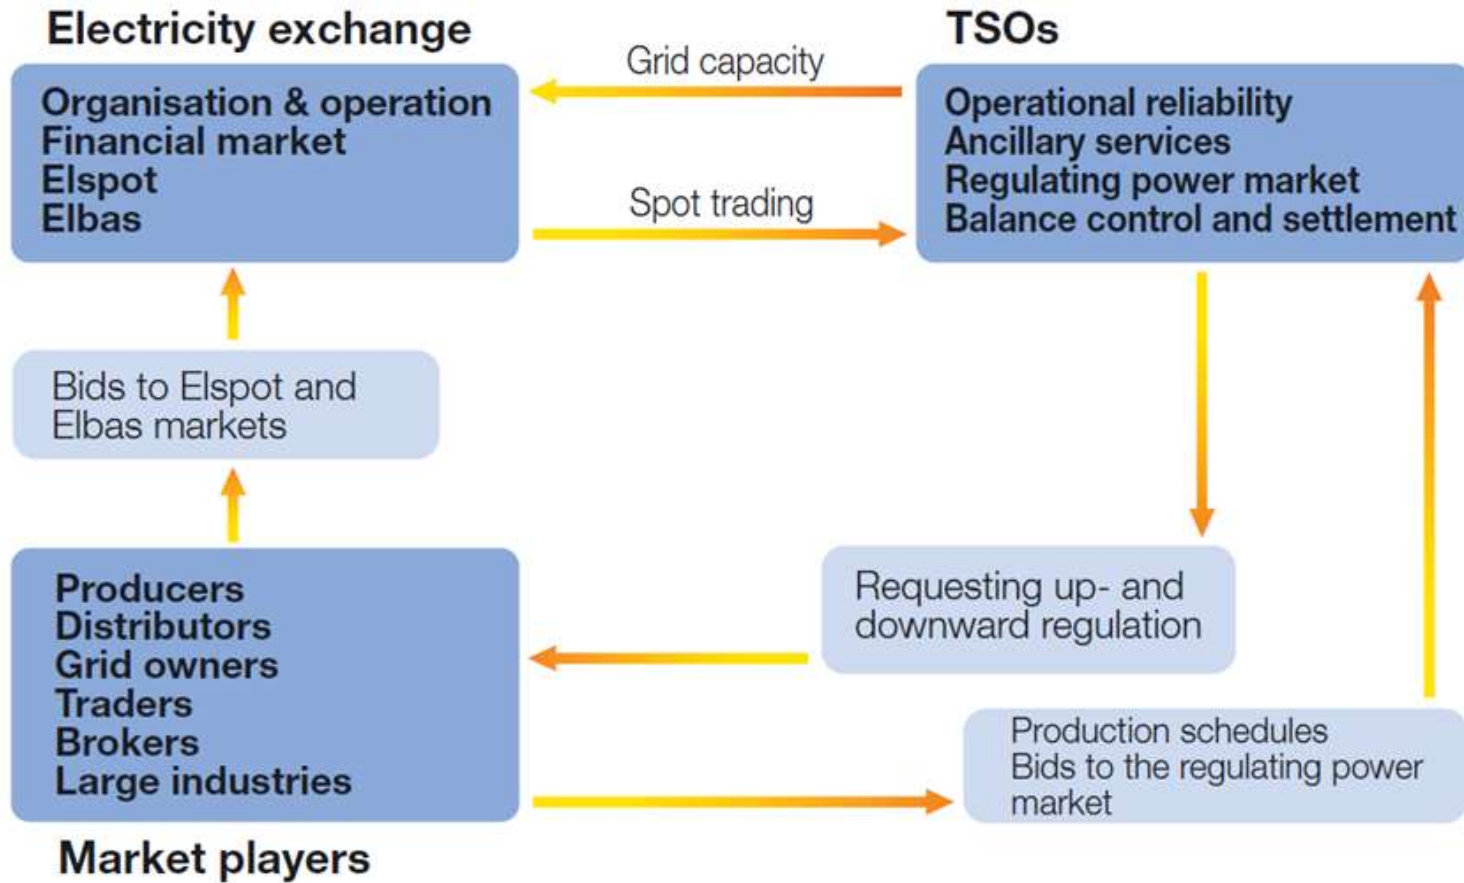 Electricity exchange
TSOs
Grid capacity
Organisation & operation
Financial market
Elspot
Elbas
Operational reliability
Ancillary services
Regulating power market
Balance control and settlement
Spot trading
Bids to Elspot and
Elbas markets
Requesting up- and
downward regulation
Producers
Distributors
Grid owners
Traders
Brokers
Large industries
Production schedules
Bids to the regulating power
market
Market players